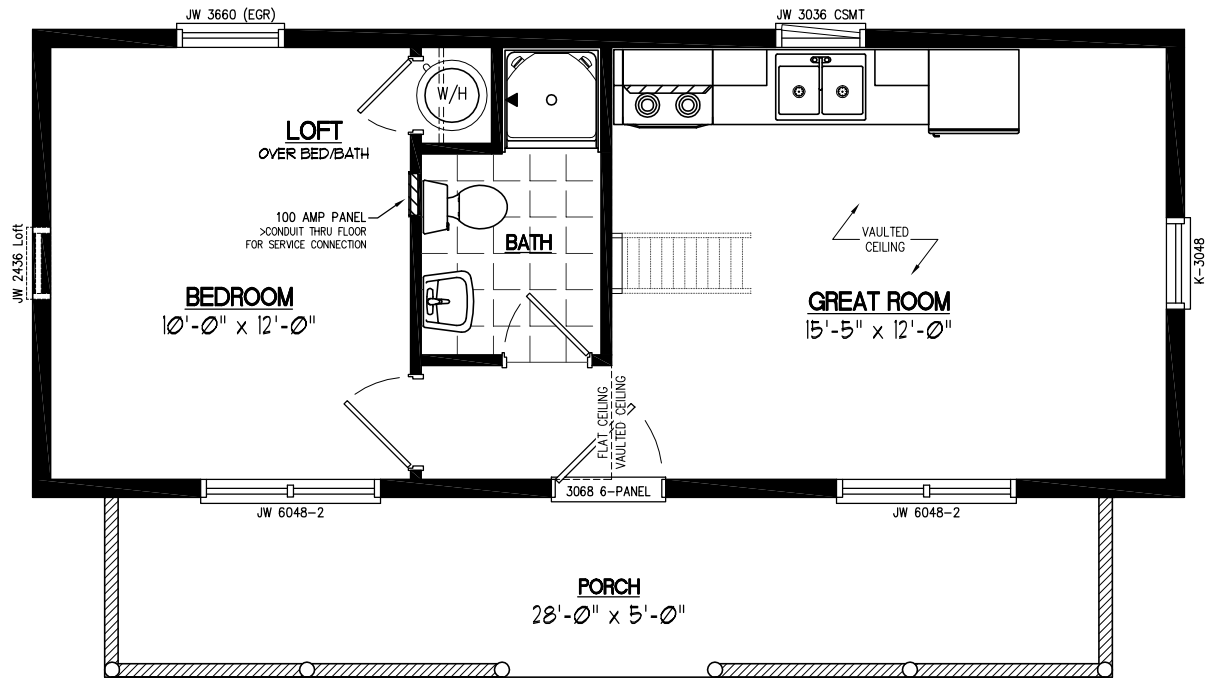 JW 3660 (EGR)
JW 3036 CSMT
W/H
LOFT
OVER BED/BATH
100 AMP PANEL
>CONDUIT THRU FLOOR
FOR SERVICE CONNECTION
JW 2436 Loft
BATH
VAULTED
CEILING
K-3048
BEDROOM
10'-0" x 12'-0"
GREAT ROOM
15'-5" x 12'-0"
FLAT CEILING
VAULTED CEILING
3068 6-PANEL
JW 6048-2
JW 6048-2
PORCH
28'-0" x 5'-0"